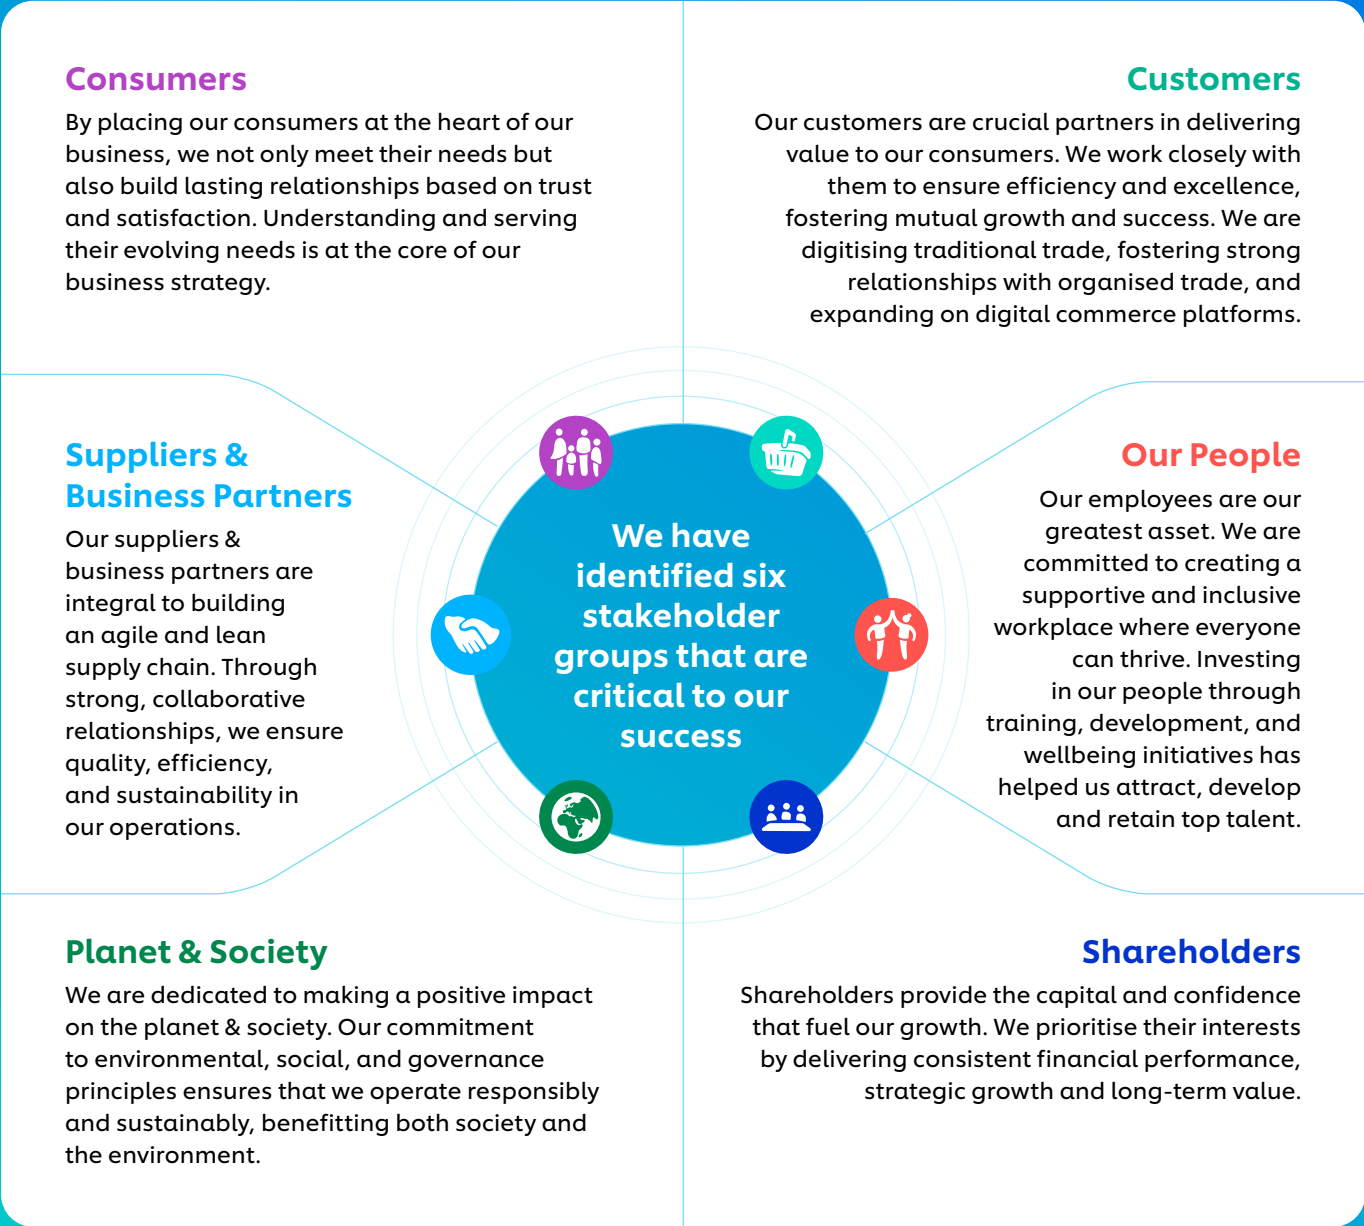 Consumers
By placing our consumers at the heart of our
business, we not only meet their needs but
also build lasting relationships based on trust
and satisfaction. Understanding and serving
their evolving needs is at the core of our
business strategy.
Customers
Our customers are crucial partners in delivering
value to our consumers. We work closely with
them to ensure efficiency and excellence,
fostering mutual growth and success. We are
digitising traditional trade, fostering strong
relationships with organised trade, and
expanding on digital commerce platforms.
Suppliers &
Business Partners
Our suppliers &
business partners are
integral to building
an agile and lean
supply chain. Through
strong, collaborative
relationships, we ensure
quality, efficiency,
and sustainability in
our operations.
We have
identified six
stakeholder
groups that are
critical to our
success
Our People
Our employees are our
greatest asset. We are
committed to creating a
supportive and inclusive
workplace where everyone
can thrive. Investing
in our people through
training, development, and
wellbeing initiatives has
helped us attract, develop
and retain top talent.
Planet & Society
We are dedicated to making a positive impact
on the planet & society. Our commitment
to environmental, social, and governance
principles ensures that we operate responsibly
and sustainably, benefitting both society and
the environment.
Shareholders
Shareholders provide the capital and confidence
that fuel our growth. We prioritise their interests
by delivering consistent financial performance,
strategic growth and long-term value.